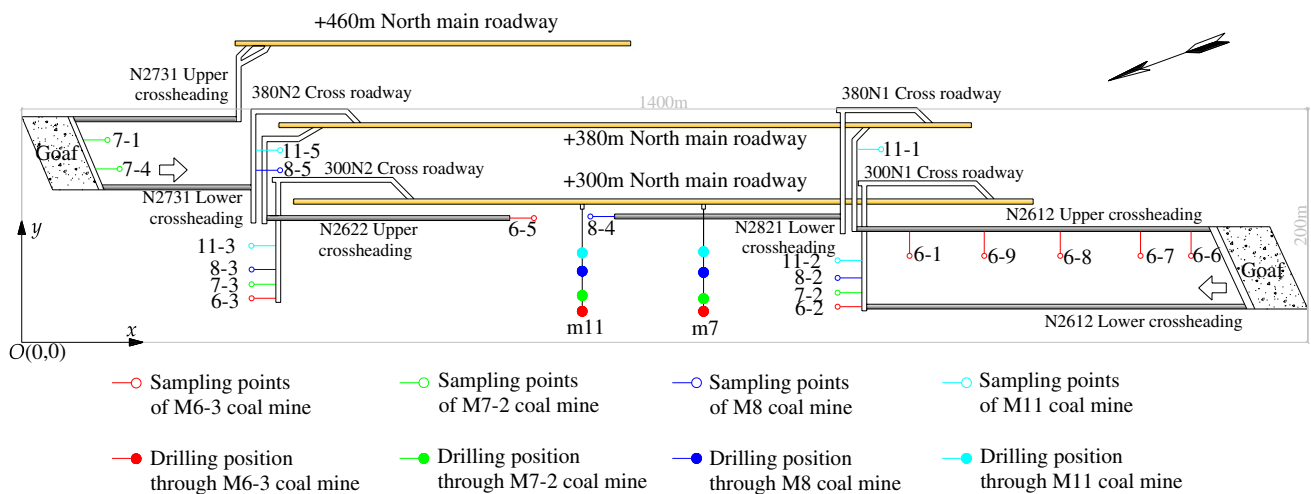 +460m North main roadway
N2731 Upper
crossheading
380N2 Cross roadway
1400m
380N1 Cross roadway
7-1
Goaf
7-4
+380m North main roadway
11-5
8-5
11-1
300N2 Cross roadway
+300m North main roadway
300N1 Cross roadway
N2731 Lower
crossheading
N2622 Upper
crossheading
6-5
8-4
N2821 Lower
crossheading
N2612 Upper crossheading
200m
y
11-3
8-3
7-3
6-3
11-2
8-2
7-2
6-2
6-1
6-9
6-8
6-7
6-6
Goaf
m11
m7
N2612 Lower crossheading
x
O(0,0)
Sampling points
of M6-3 coal mine
Sampling points
of M7-2 coal mine
Sampling points
of M8 coal mine
Sampling points
of M11 coal mine
Drilling position
through M6-3 coal mine
Drilling position
through M7-2 coal mine
Drilling position
through M8 coal mine
Drilling position
through M11 coal mine